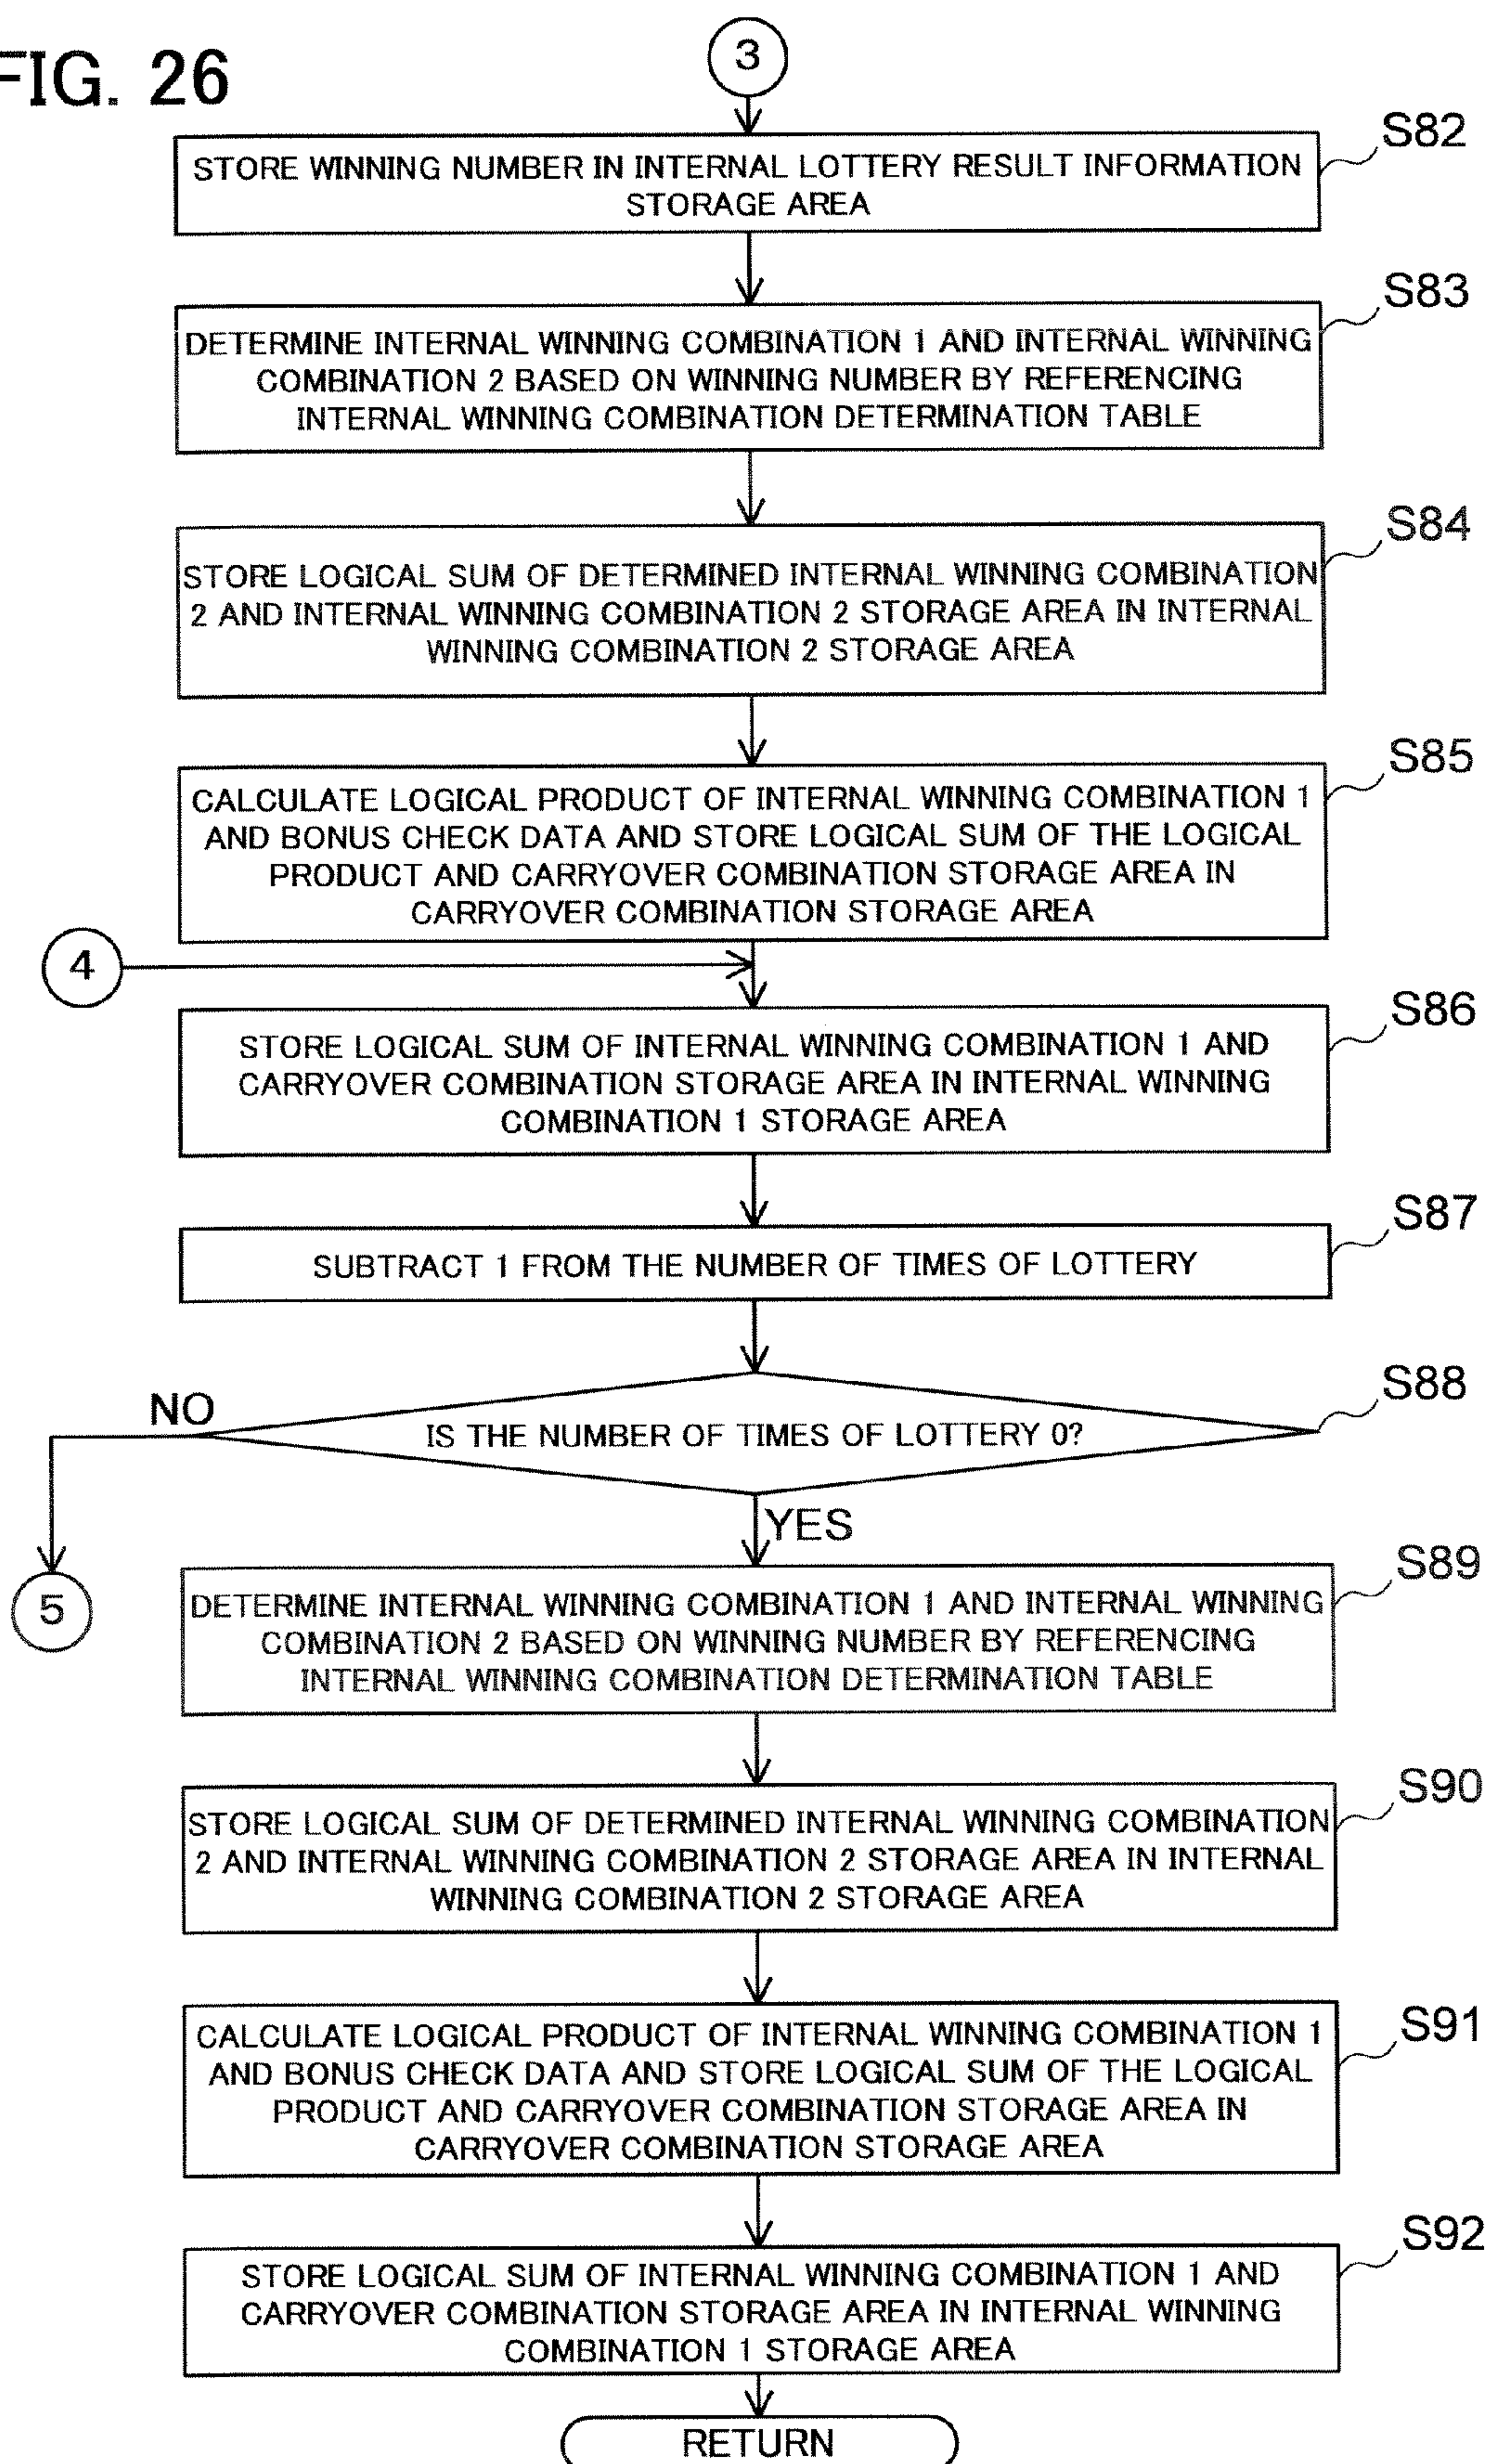 FIG. 26
3
S82
STORE WINNING NUMBER IN INTERNAL LOTTERY RESULT INFORMATION
STORAGE AREA
S83
DETERMINE INTERNAL WINNING COMBINATION 1 AND INTERNAL WINNING
COMBINATION 2 BASED ON WINNING NUMBER BY REFERENCING
INTERNAL WINNING COMBINATION DETERMINATION TABLE
S84
STORE LOGICAL SUM OF DETERMINED INTERNAL WINNING COMBINATION
2 AND INTERNAL WINNING COMBINATION 2 STORAGE AREA IN INTERNAL
WINNING COMBINATION 2 STORAGE AREA
S85
CALCULATE LOGICAL PRODUCT OF INTERNAL WINNING COMBINATION 1
AND BONUS CHECK DATA AND STORE LOGICAL SUM OF THE LOGICAL
PRODUCT AND CARRYOVER COMBINATION STORAGE AREA IN
CARRYOVER COMBINATION STORAGE AREA
4
S86
STORE LOGICAL SUM OF INTERNAL WINNING COMBINATION 1 AND
CARRYOVER COMBINATION STORAGE AREA IN INTERNAL WINNING
COMBINATION 1 STORAGE AREA
S87
SUBTRACT 1 FROM THE NUMBER OF TIMES OF LOTTERY
S88
NO
IS THE NUMBER OF TIMES OF LOTTERY 0?
YES
5
S89
DETERMINE INTERNAL WINNING COMBINATION 1 AND INTERNAL WINNING
COMBINATION 2 BASED ON WINNING NUMBER BY REFERENCING
INTERNAL WINNING COMBINATION DETERMINATION TABLE
S90
STORE LOGICAL SUM OF DETERMINED INTERNAL WINNING COMBINATION
2 AND INTERNAL WINNING COMBINATION 2 STORAGE AREA IN INTERNAL
WINNING COMBINATION 2 STORAGE AREA
S91
CALCULATE LOGICAL PRODUCT OF INTERNAL WINNING COMBINATION 1
AND BONUS CHECK DATA AND STORE LOGICAL SUM OF THE LOGICAL
PRODUCT AND CARRYOVER COMBINATION STORAGE AREA IN
CARRYOVER COMBINATION STORAGE AREA
S92
STORE LOGICAL SUM OF INTERNAL WINNING COMBINATION 1 AND
CARRYOVER COMBINATION STORAGE AREA IN INTERNAL WINNING
COMBINATION 1 STORAGE AREA
RETURN